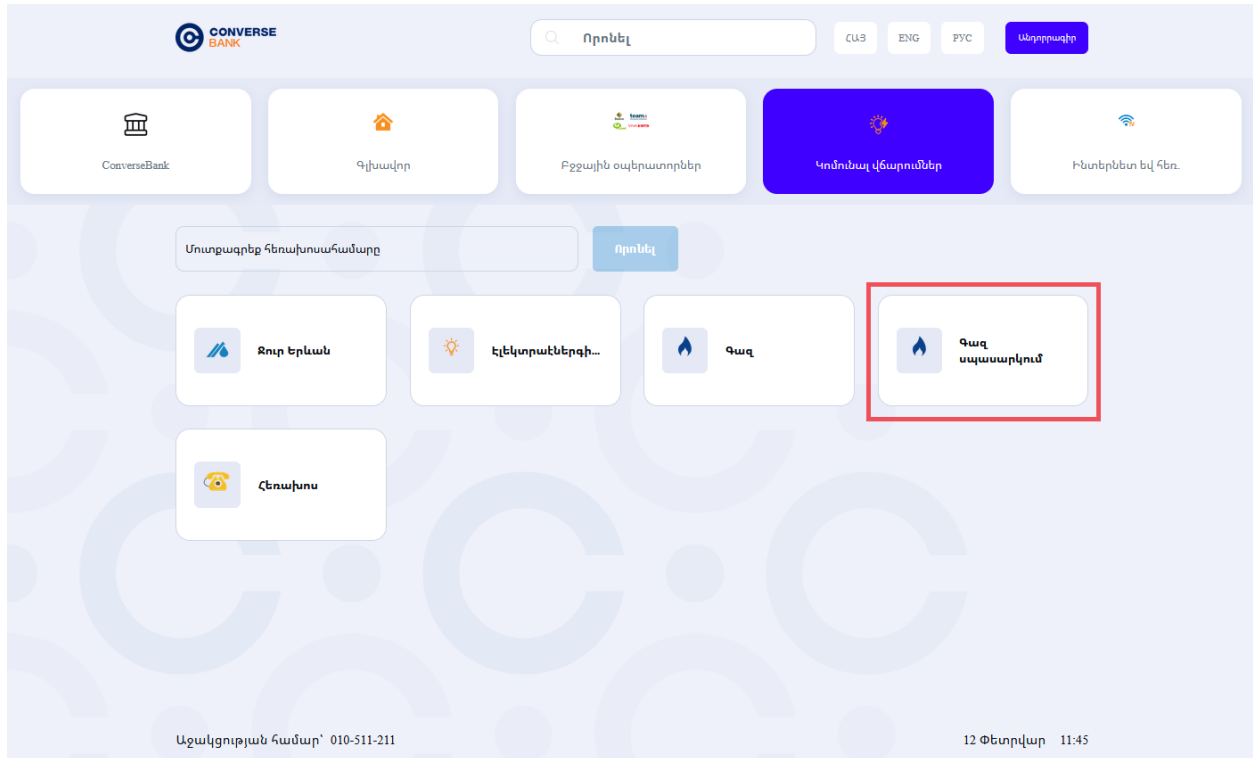 CONVERSE
BANK
Որոնել
ՀԱՅ
ENG
РУС
Անդորրագիր
ConverseBank
Գլխավոր
Բջջային օպերատորներ
Կոմունալ վճարումներ
Ինտերնետ եվ հեռ.
Մուտքագրեք հեռախոսահամարը
Որոնել
Ջուր Երևան
Էլեկտրաէներգի...
Գազ
Գազ
սպասարկում
Հեռախոս
Աջակցության համար՝ 010-511-211
12 Փետրվար 11:45